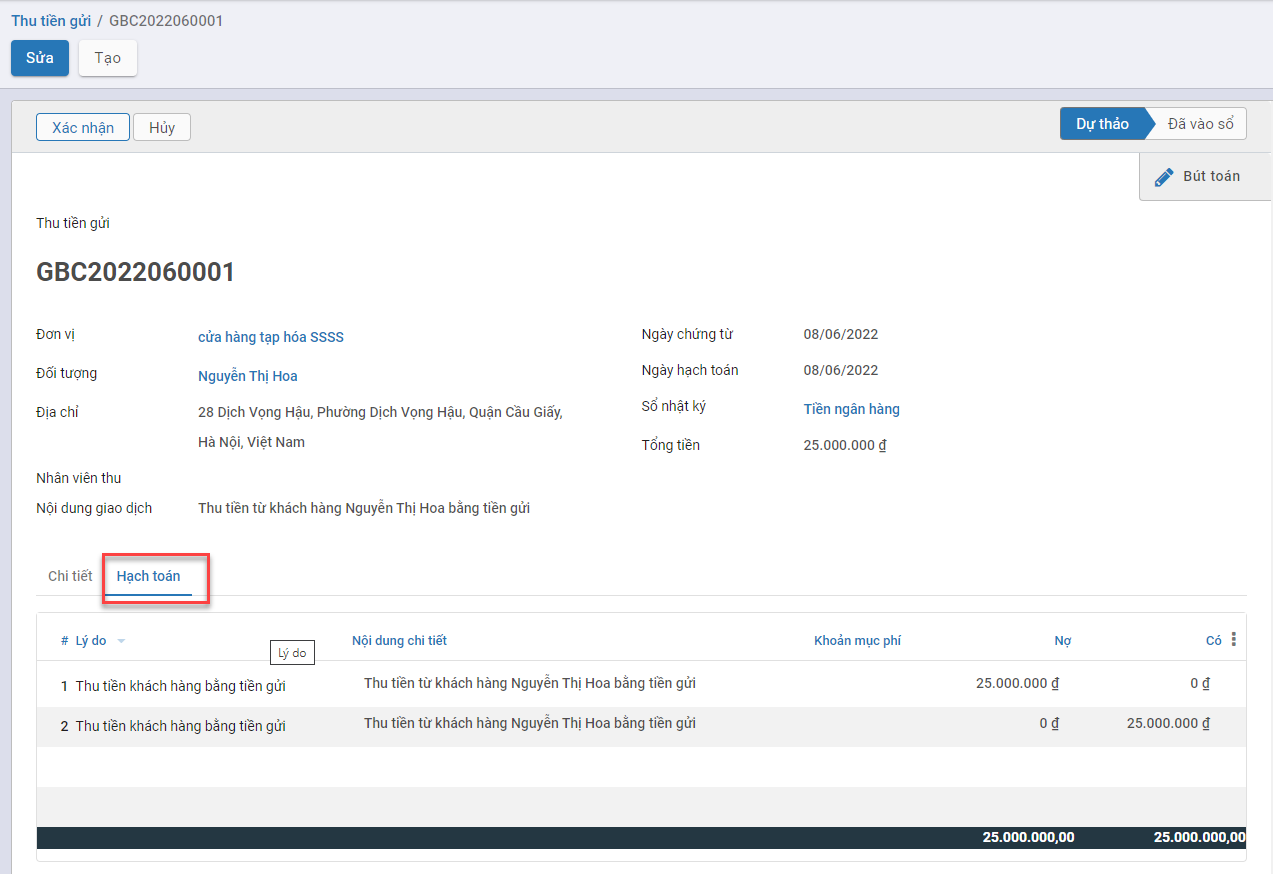 Thu tiền gửi / GBC2022060001
Sửa Tạo
Xác nhận Hủy Dự thảo Đã vào sổ
Bút toán
Thu tiền gửi
GBC2022060001
Đơn vị cửa hàng tạp hóa SSSS Ngày chứng từ 08/06/2022
Đối tượng Nguyễn Thị Hoa Ngày hạch toán 08/06/2022
Địa chỉ 28 Dịch Vọng Hậu, Phường Dịch Vọng Hậu, Quận Cầu Giấy, Sổ nhật ký Tiền ngân hàng
Hà Nội, Việt Nam Tổng tiền 25.000.000 ₫
Nhân viên thu
Nội dung giao dịch Thu tiền từ khách hàng Nguyễn Thị Hoa bằng tiền gửi
Chi tiết Hạch toán
# Lý do Nội dung chi tiết Khoản mục phí Nợ Có
Lý do
1 Thu tiền khách hàng bằng tiền gửi Thu tiền từ khách hàng Nguyễn Thị Hoa bằng tiền gửi 25.000.000 ₫ 0 ₫
2 Thu tiền khách hàng bằng tiền gửi Thu tiền từ khách hàng Nguyễn Thị Hoa bằng tiền gửi 0 ₫ 25.000.000 ₫
25.000.000,00 25.000.000,00